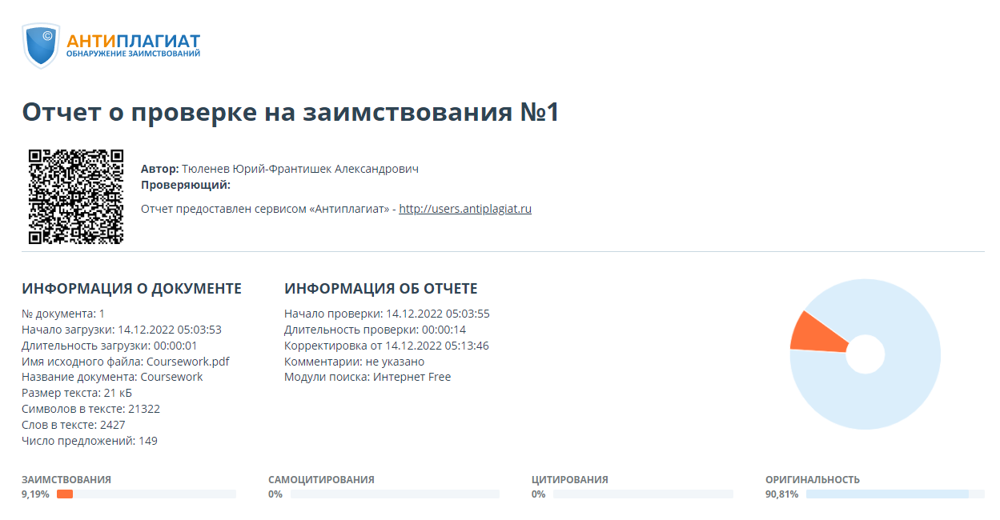 ©
АНТИПЛАГИАТ
ОБНАРУЖЕНИЕ ЗАИМСТВОВАНИЙ
Отчет о проверке на заимствования №1
Автор: Тюленев Юрий-Франтишек Александрович
Проверяющий:
Отчет предоставлен сервисом «Антиплагиат» - http://users.antiplagiat.ru
ИНФОРМАЦИЯ О ДОКУМЕНТЕ
№ документа: 1
Начало загрузки: 14.12.2022 05:03:53
Длительность загрузки: 00:00:01
Имя исходного файла: Coursework.pdf
Название документа: Coursework
Размер текста: 21 кБ
Символов в тексте: 21322
Слов в тексте: 2427
Число предложений: 149
ИНФОРМАЦИЯ ОБ ОТЧЕТЕ
Начало проверки: 14.12.2022 05:03:55
Длительность проверки: 00:00:14
Корректировка от 14.12.2022 05:13:46
Комментарии: не указано
Модули поиска: Интернет Free
ЗАИМСТВОВАНИЯ
9,19%
САМОЦИТИРОВАНИЯ
0%
ЦИТИРОВАНИЯ
0%
ОРИГИНАЛЬНОСТЬ
90,81%